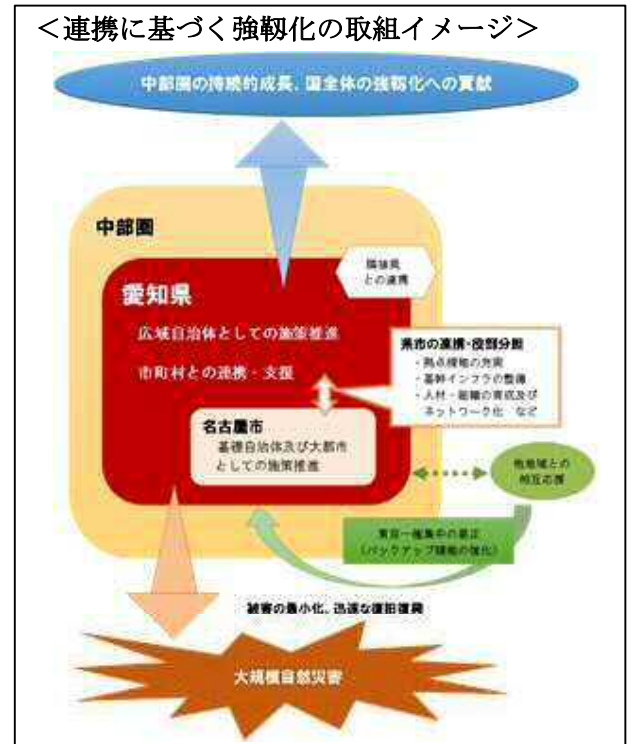 ＜連携に基づく強靱化の取組イメージ＞
中部圏の持続的成長、国全体の強靱化への貢献
中部圏
隣接県
との連携
愛知県
広域自治体としての施策推進
市町村との連携・支援
県市の連携・役割分担
・拠点機能の充実
・基幹インフラの整備
・人材・組織の育成及び
ネットワーク化 など
名古屋市
基礎自治体及び大都市
としての施策推進
他地域との
相互応援
東京一極集中の是正
（バックアップ機能の強化）
被害の最小化、迅速な復旧復興
大規模自然災害